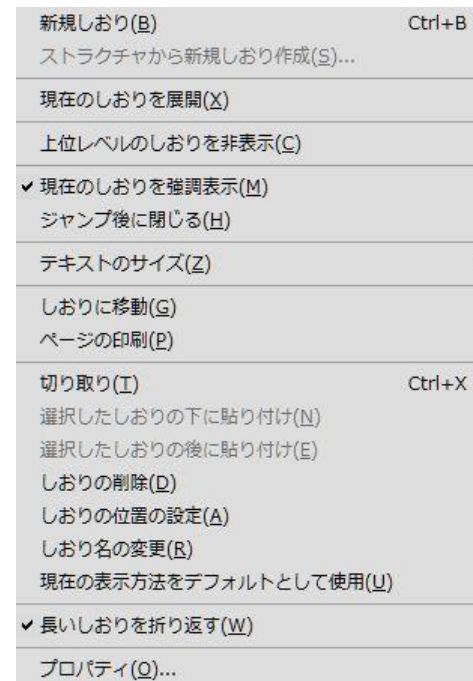 新規しおり(B) Ctrl+B
ストラクチャから新規しおり作成(S)...
現在のしおりを展開(X)
上位レベルのしおりを非表示(C)
現在のしおりを強調表示(M)
ジャンプ後に閉じる(H)
テキストのサイズ(Z)
しおりに移動(G)
ページの印刷(P)
切り取り(T) Ctrl+X
選択したしおりの下に貼り付け(N)
選択したしおりの後に貼り付け(E)
しおりの削除(D)
しおりの位置の設定(A)
しおり名の変更(R)
現在の表示方法をデフォルトとして使用(U)
長いしおりを折り返す(W)
プロパティ(O)...